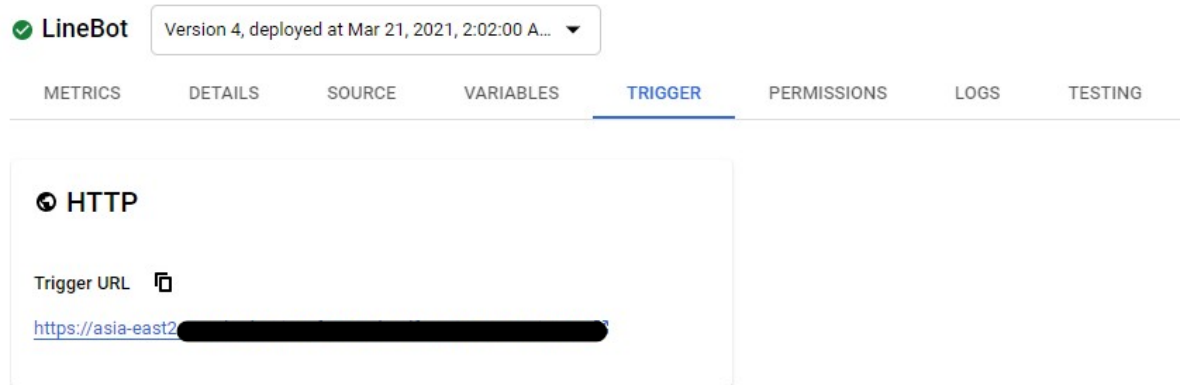 LineBot Version 4, deployed at Mar 21, 2021, 2:02:00 A...
METRICS DETAILS SOURCE VARIABLES TRIGGER PERMISSIONS LOGS TESTING
HTTP
Trigger URL
https://asia-east2